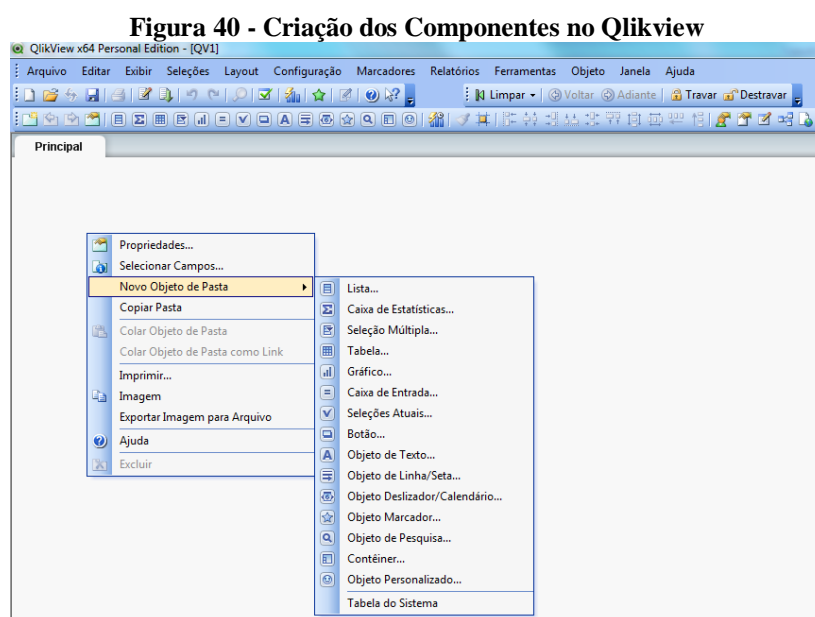 Figura 40 - Criação dos Componentes no Qlikview
QlikView x64 Personal Edition - [QV1]
Arquivo Editar Exibir Seleções Layout Configuração Marcadores Relatórios Ferramentas Objeto Janela Ajuda
Limpar Voltar Adiante Travar Destravar
Principal
Propriedades...
Selecionar Campos...
Novo Objeto de Pasta
Copiar Pasta
Colar Objeto de Pasta
Colar Objeto de Pasta como Link
Imprimir...
Imagem
Exportar Imagem para Arquivo
Ajuda
Excluir
Lista...
Caixa de Estatísticas...
Seleção Múltipla...
Tabela...
Gráfico...
Caixa de Entrada...
Seleções Atuais...
Botão...
Objeto de Texto...
Objeto de Linha/Seta...
Objeto Deslizador/Calendário...
Objeto Marcador...
Objeto de Pesquisa...
Contêiner...
Objeto Personalizado...
Tabela do Sistema